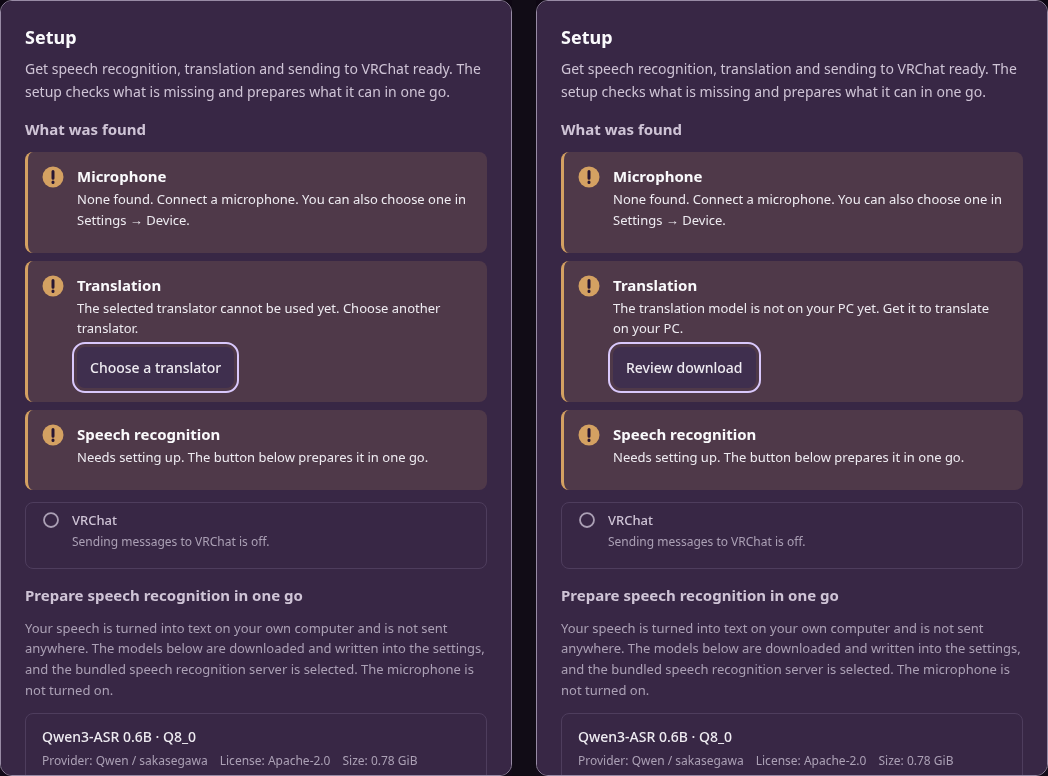 Setup
Get speech recognition, translation and sending to VRChat ready. The
setup checks what is missing and prepares what it can in one go.
What was found
Microphone
None found. Connect a microphone. You can also choose one in
Settings → Device.
Translation
The selected translator cannot be used yet. Choose another
translator.
Choose a translator
Speech recognition
Needs setting up. The button below prepares it in one go.
VRChat
Sending messages to VRChat is off.
Prepare speech recognition in one go
Your speech is turned into text on your own computer and is not sent
anywhere. The models below are downloaded and written into the settings,
and the bundled speech recognition server is selected. The microphone is
not turned on.
Qwen3-ASR 0.6B · Q8_0
Provider: Qwen / sakasegawa License: Apache-2.0 Size: 0.78 GiB
Setup
Get speech recognition, translation and sending to VRChat ready. The
setup checks what is missing and prepares what it can in one go.
What was found
Microphone
None found. Connect a microphone. You can also choose one in
Settings → Device.
Translation
The translation model is not on your PC yet. Get it to translate
on your PC.
Review download
Speech recognition
Needs setting up. The button below prepares it in one go.
VRChat
Sending messages to VRChat is off.
Prepare speech recognition in one go
Your speech is turned into text on your own computer and is not sent
anywhere. The models below are downloaded and written into the settings,
and the bundled speech recognition server is selected. The microphone is
not turned on.
Qwen3-ASR 0.6B · Q8_0
Provider: Qwen / sakasegawa License: Apache-2.0 Size: 0.78 GiB